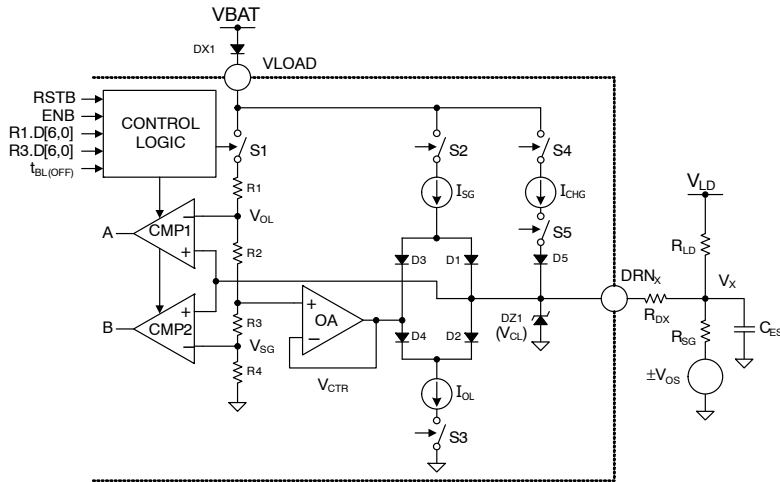 VBAT
DX1
VLOAD
RSTB
ENB
R1.D[6,0]
R3.D[6,0]
tBL(OFF)
CONTROL
LOGIC
S1
S2
S4
R1
ISG
ICHG
VLD
A
CMP1
VOL
S5
R2
D3
D1
D5
RLD
DRNX
VX
B
CMP2
R3
OA
D4
D2
DZ1
(VCL)
RDX
RSG
CES
VSG
R4
VCTR
IOL
±VOS
S3
+
−
+
−
+
−